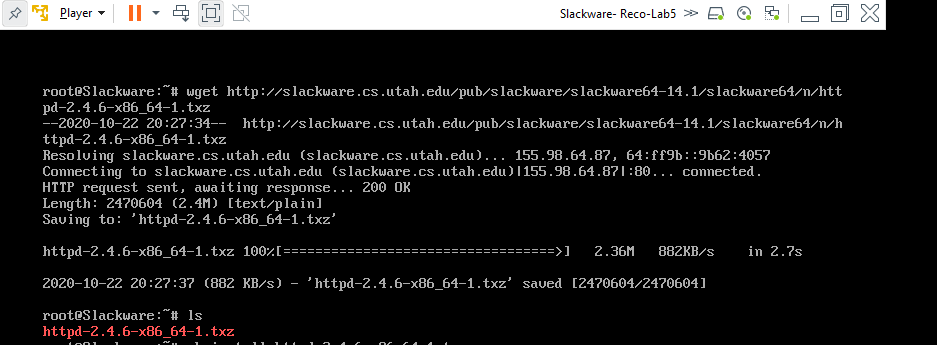 Player
Slackware- Reco-Lab5
root@Slackware:~# wget http://slackware.cs.utah.edu/pub/slackware/slackware64-14.1/slackware64/n/htt
pd-2.4.6-x86_64-1.txz
--2020-10-22 20:27:34-- http://slackware.cs.utah.edu/pub/slackware/slackware64-14.1/slackware64/n/h
ttpd-2.4.6-x86_64-1.txz
Resolving slackware.cs.utah.edu (slackware.cs.utah.edu)... 155.98.64.87, 64:ff9b::9b62:4057
Connecting to slackware.cs.utah.edu (slackware.cs.utah.edu)|155.98.64.87|:80... connected.
HTTP request sent, awaiting response... 200 OK
Length: 2470604 (2.4M) [text/plain]
Saving to: 'httpd-2.4.6-x86_64-1.txz'
httpd-2.4.6-x86_64-1.txz 100%[==================================>] 2.36M 882KB/s in 2.7s
2020-10-22 20:27:37 (882 KB/s) - 'httpd-2.4.6-x86_64-1.txz' saved [2470604/2470604]
root@Slackware:~# ls
httpd-2.4.6-x86_64-1.txz